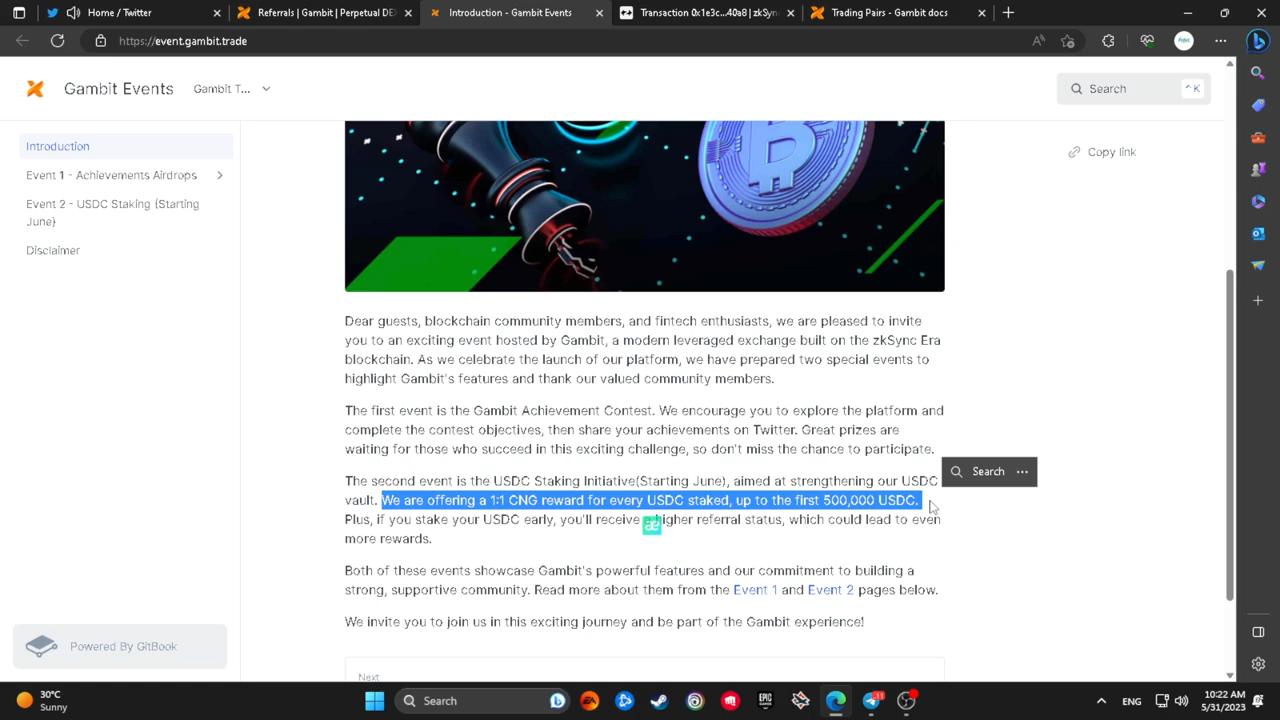 Home / Twitter
Referrals | Gambit | Perpetual DE
Introduction - Gambit Events
Transaction 0x1e3c...40a8 | zkSyn
Trading Pairs - Gambit docs
https://event.gambit.trade
Gambit Events
Gambit T...
Search
^ K
Introduction
Event 1 - Achievements Airdrops
Event 2 - USDC Staking (Starting
June)
Disclaimer
Copy link
Dear guests, blockchain community members, and fintech enthusiasts, we are pleased to invite
you to an exciting event hosted by Gambit, a modern leveraged exchange built on the zkSync Era
blockchain. As we celebrate the launch of our platform, we have prepared two special events to
highlight Gambit's features and thank our valued community members.
The first event is the Gambit Achievement Contest. We encourage you to explore the platform and
complete the contest objectives, then share your achievements on Twitter. Great prizes are
waiting for those who succeed in this exciting challenge, so don't miss the chance to participate.
The second event is the USDC Staking Initiative(Starting June), aimed at strengthening our USDC
vault. We are offering a 1:1 CNG reward for every USDC staked, up to the first 500,000 USDC.
Plus, if you stake your USDC early, you'll receive a higher referral status, which could lead to even
more rewards.
Search
æ
Both of these events showcase Gambit's powerful features and our commitment to building a
strong, supportive community. Read more about them from the Event 1 and Event 2 pages below.
We invite you to join us in this exciting journey and be part of the Gambit experience!
Next
Powered By GitBook
30°C
Sunny
Search
EA
EPIC
GAMES
11
ENG
10:22 AM
5/31/2023